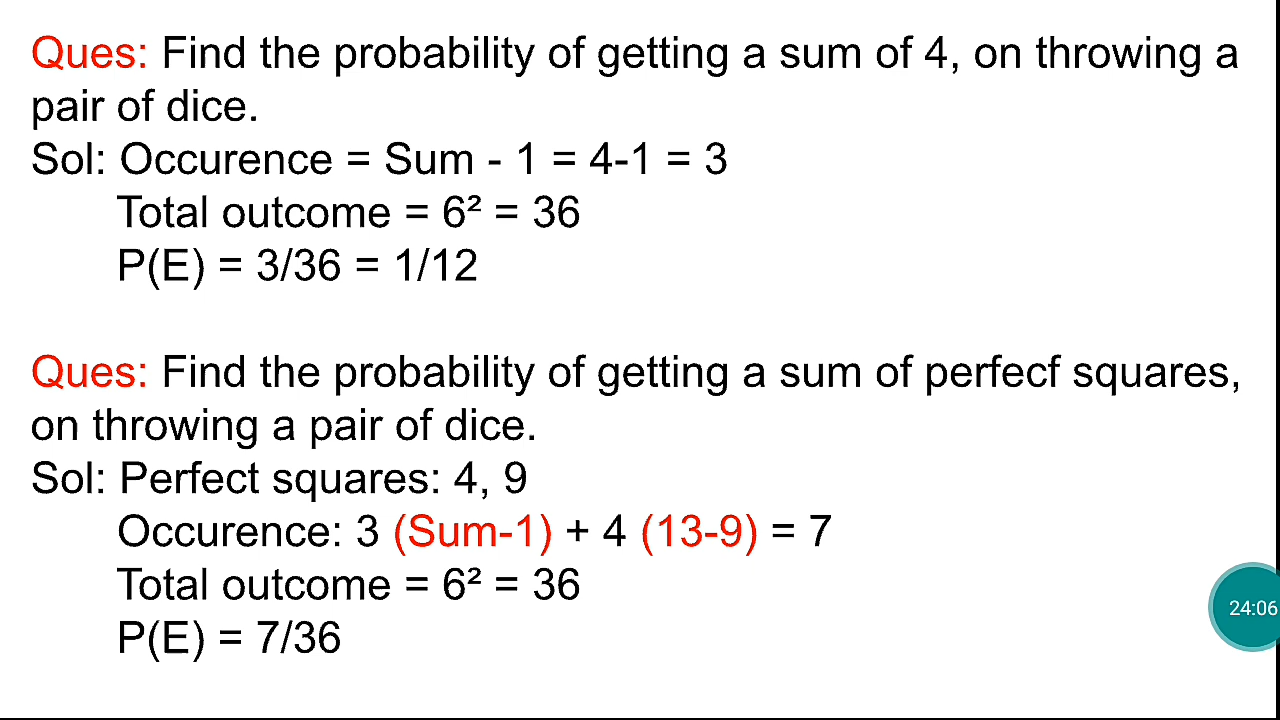 Ques: Find the probability of getting a sum of 4, on throwing a
pair of dice.
Sol: Occurence = Sum - 1 = 4-1 = 3
Total outcome = 6² = 36
P(E) = 3/36 = 1/12
Ques: Find the probability of getting a sum of perfecf squares,
on throwing a pair of dice.
Sol: Perfect squares: 4, 9
Occurence: 3 (Sum-1) + 4 (13-9) = 7
Total outcome = 6² = 36
P(E) = 7/36
24:06